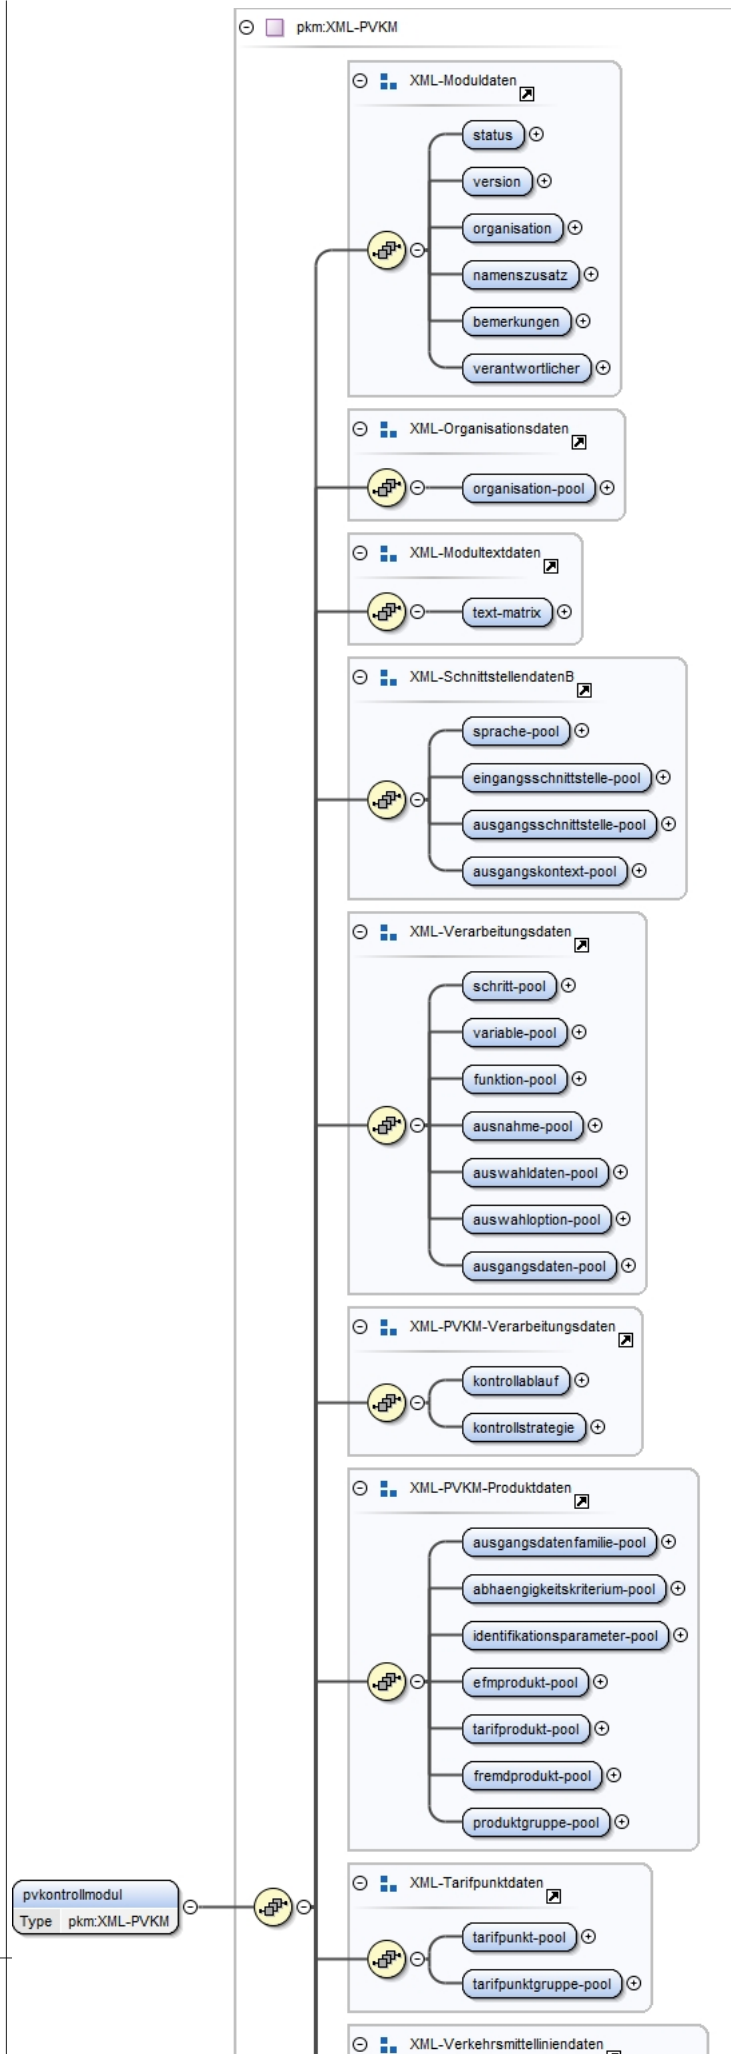 pkm:XML-PVKM
XML-Moduldaten
status
version
organisation
namenszusatz
bemerkungen
verantwortlicher
XML-Organisationsdaten
organisation-pool
XML-Modultextdaten
text-matrix
XML-SchnittstellendatenB
sprache-pool
eingangsschnittstelle-pool
ausgangsschnittstelle-pool
ausgangskontext-pool
XML-Verarbeitungsdaten
schritt-pool
variable-pool
funktion-pool
ausnahme-pool
auswahldaten-pool
auswahloption-pool
ausgangsdaten-pool
XML-PVKM-Verarbeitungsdaten
kontrollablauf
kontrollstrategie
XML-PVKM-Produktdaten
ausgangsdatenfamilie-pool
abhaengigkeitskriterium-pool
identifikationsparameter-pool
efmprodukt-pool
tarifprodukt-pool
fremdprodukt-pool
produktgruppe-pool
pvkontrollmodul
Type pkm:XML-PVKM
XML-Tarifpunktdaten
tarifpunkt-pool
tarifpunktgruppe-pool
XML-Verkehrsmittelliniendaten